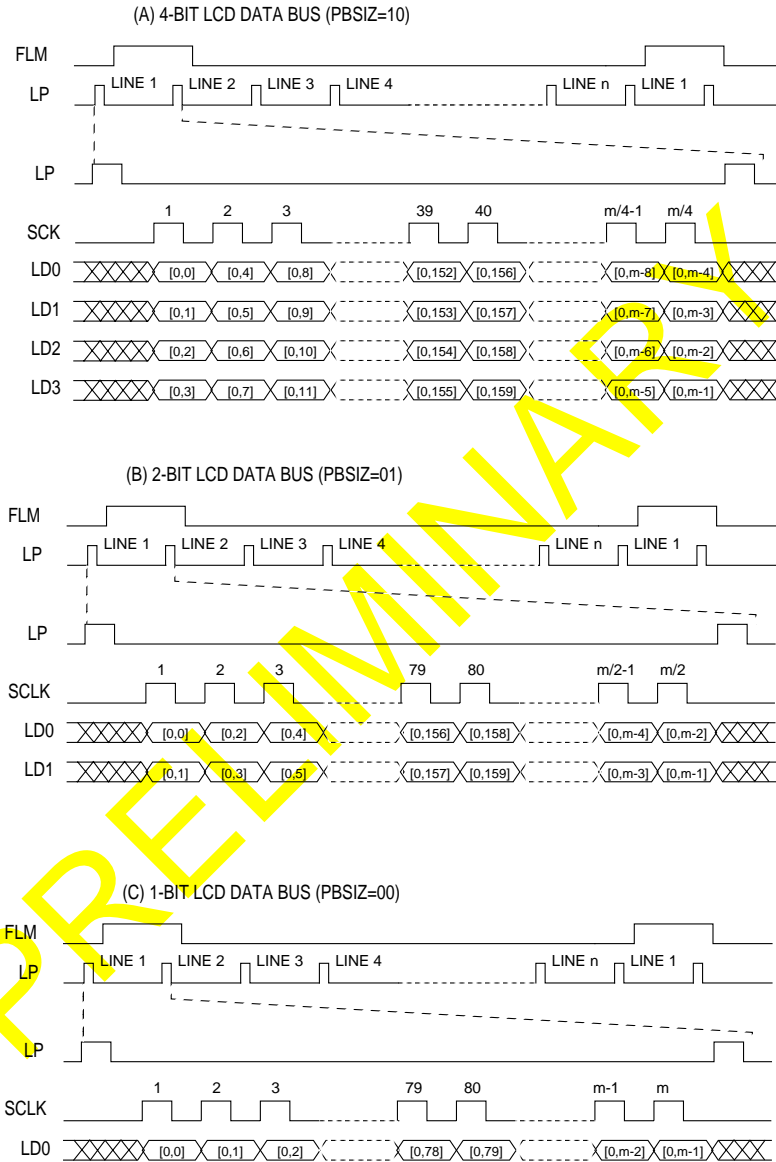 (A) 4-BIT LCD DATA BUS (PBSIZ=10)
FLM
LP LINE 1 LINE 2 LINE 3 LINE 4 LINE n LINE 1
LP
1 2 3 39 40 m/4-1 m/4
SCK
LD0 [0,0] [0,4] [0,8] [0,152] [0,156] [0,m-8] [0,m-4]
LD1 [0,1] [0,5] [0,9] [0,153] [0,157] [0,m-7] [0,m-3]
LD2 [0,2] [0,6] [0,10] [0,154] [0,158] [0,m-6] [0,m-2]
LD3 [0,3] [0,7] [0,11] [0,155] [0,159] [0,m-5] [0,m-1]
(B) 2-BIT LCD DATA BUS (PBSIZ=01)
FLM
LP LINE 1 LINE 2 LINE 3 LINE 4 LINE n LINE 1
LP
1 2 3 79 80 m/2-1 m/2
SCLK
LD0 [0,0] [0,2] [0,4] [0,156] [0,158] [0,m-4] [0,m-2]
LD1 [0,1] [0,3] [0,5] [0,157] [0,159] [0,m-3] [0,m-1]
(C) 1-BIT LCD DATA BUS (PBSIZ=00)
FLM
LP LINE 1 LINE 2 LINE 3 LINE 4 LINE n LINE 1
LP
1 2 3 79 80 m-1 m
SCLK
LD0 [0,0] [0,1] [0,2] [0,78] [0,79] [0,m-2] [0,m-1]
PRELIMINARY